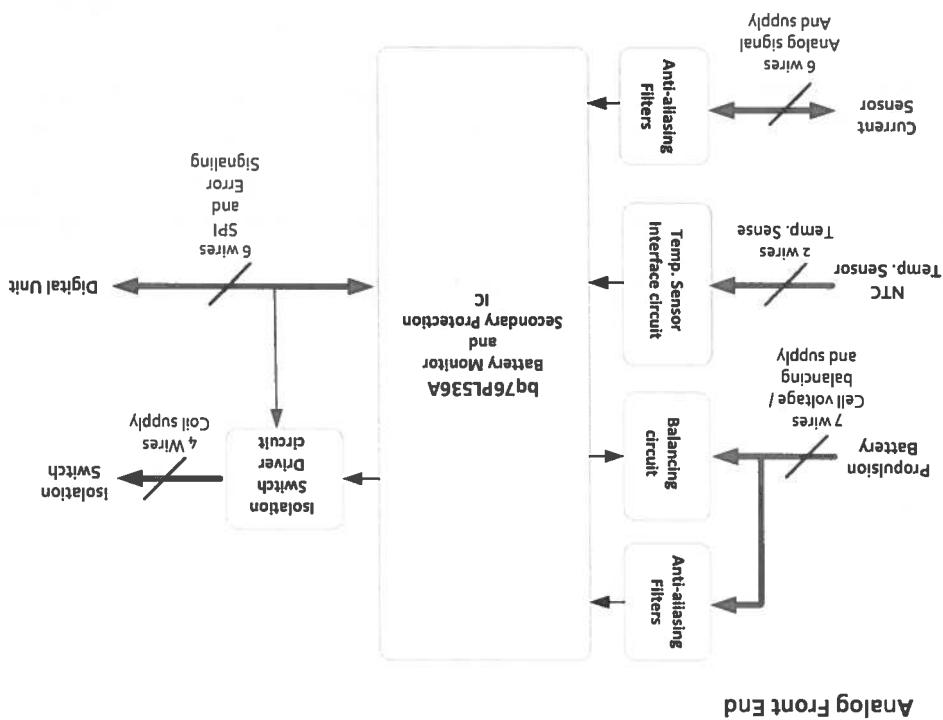 Analog Front End
Propulsion
Battery
7 wires
Cell voltage /
balancing
and supply
Anti-aliasing
Filters
Balancing
circuit
NTC
Temp. Sensor
2 wires
Temp. Sense
Temp. Sensor
Interface circuit
Current
Sensor
6 wires
Analog signal
And supply
Anti-aliasing
Filters
bq76PL536A
Battery Monitor
and
Secondary Protection
IC
Isolation
Switch
Driver
circuit
4 Wires
Coil supply
Isolation
Switch
6 wires
SPI
and
Error
Signaling
Digital Unit